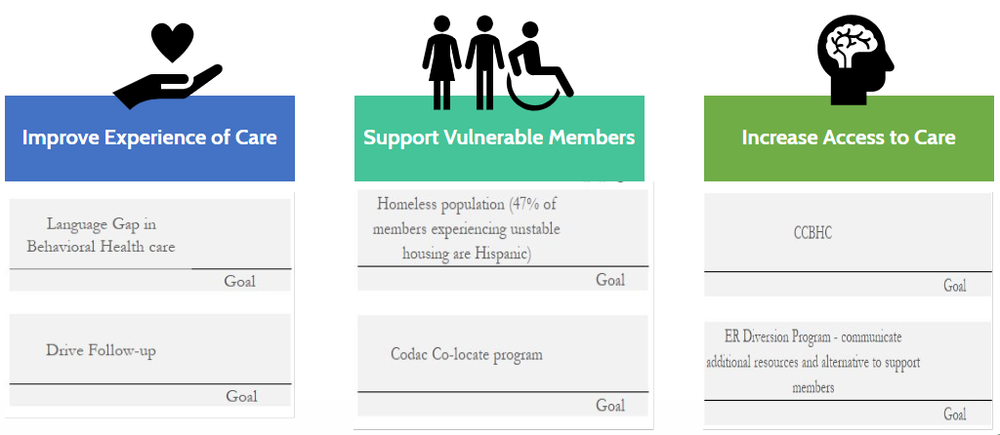 Improve Experience of Care
Language Gap in
Behavioral Health care
Goal
Drive Follow-up
Goal
Support Vulnerable Members
Homeless population (47% of
members experiencing unstable
housing are Hispanic)
Goal
Codac Co-locate program
Goal
Increase Access to Care
CCBHC
Goal
ER Diversion Program - communicate
additional resources and alternative to support
members
Goal